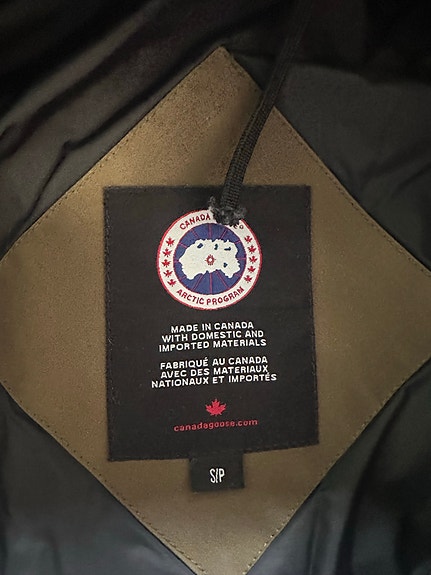 CANADA
ARCTIC PROGRAM
MADE IN CANADA
WITH DOMESTIC AND
IMPORTED MATERIALS
FABRIQUÉ AU CANADA
AVEC DES MATERIAUX
NATIONAUX ET IMPORTÉS
canadagoose.com
S/P